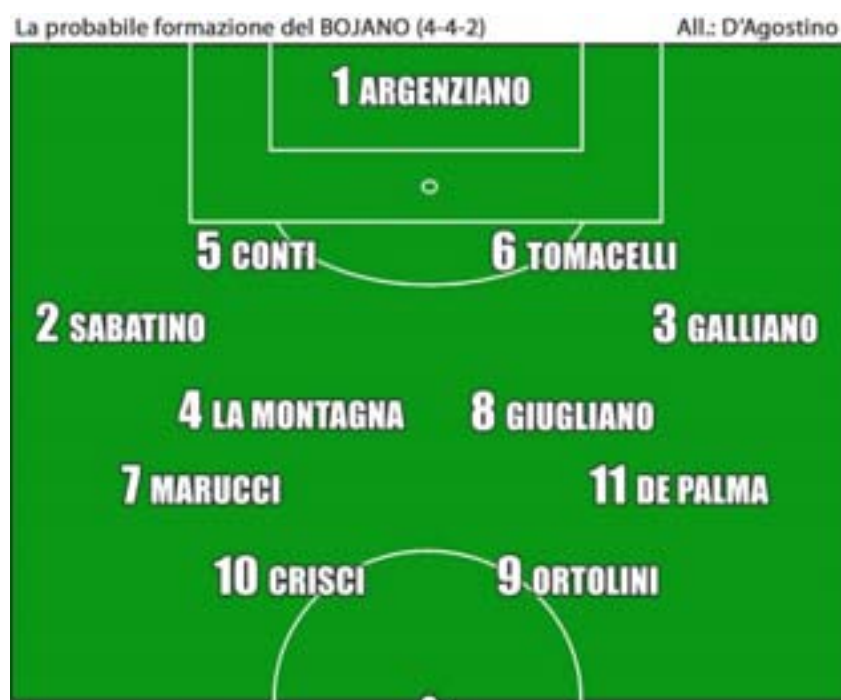 La probabile formazione del BOJANO (4-4-2) All.: D'Agostino
1 ARGENZIANO
5 CONTI 6 TOMACELLI
2 SABATINO 3 GALLIANO
4 LA MONTAGNA 8 GIUGLIANO
7 MARUCCI 11 DE PALMA
10 CRISCI 9 ORTOLINI